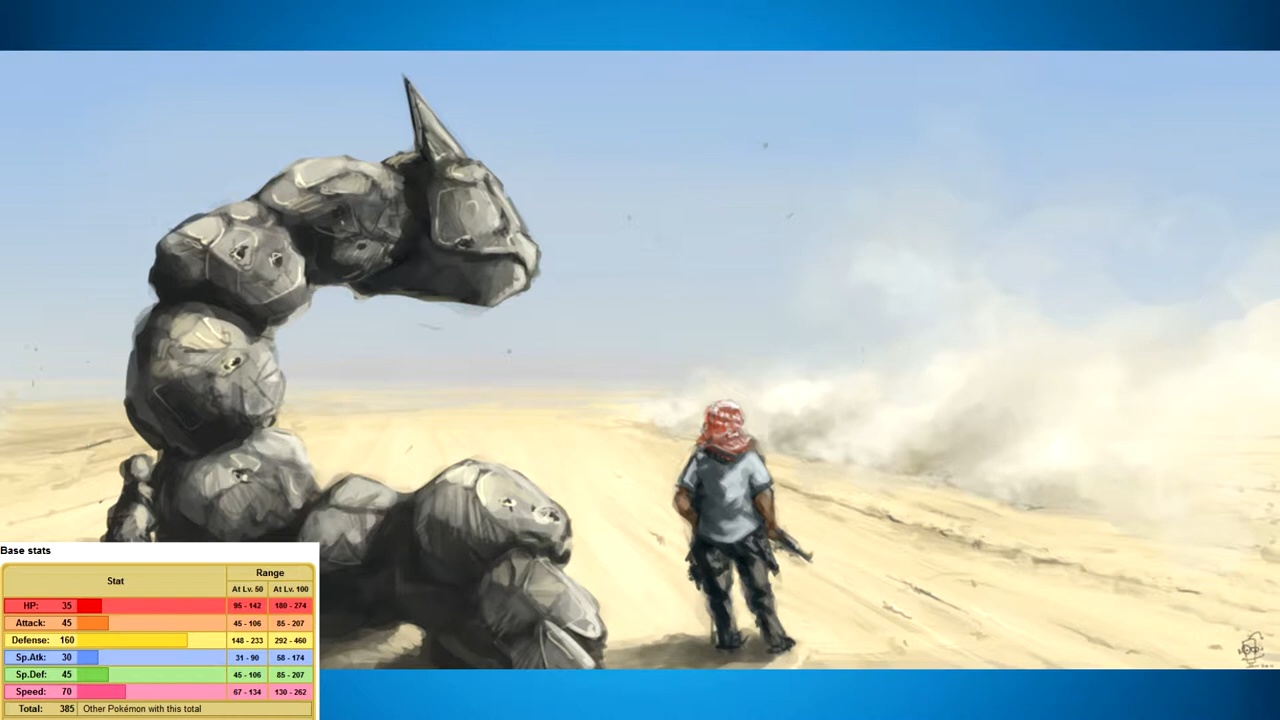 Base stats
Stat Range
At Lv. 50 At Lv. 100
HP: 35 95 - 142 180 - 274
Attack: 45 45 - 106 85 - 207
Defense: 160 148 - 233 292 - 460
Sp.Atk: 30 31 - 90 58 - 174
Sp.Def: 45 45 - 106 85 - 207
Speed: 70 67 - 134 130 - 262
Total: 385 Other Pokémon with this total